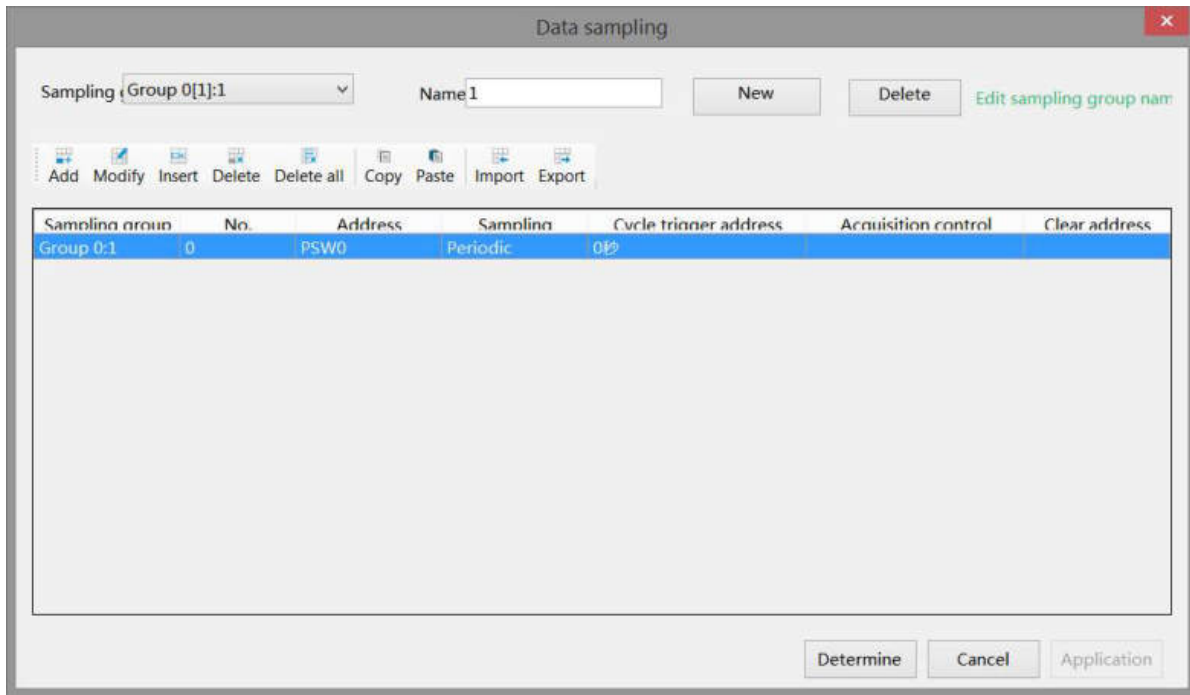 Data sampling
Sampling Group 0[1]:1 Name 1 New Delete Edit sampling group nam
Add Modify Insert Delete Delete all Copy Paste Import Export
Sampling group No. Address Sampling Cycle trigger address Acquisition control Clear address
Group 0:1 0 PSW0 Periodic 0秒
Determine Cancel Application